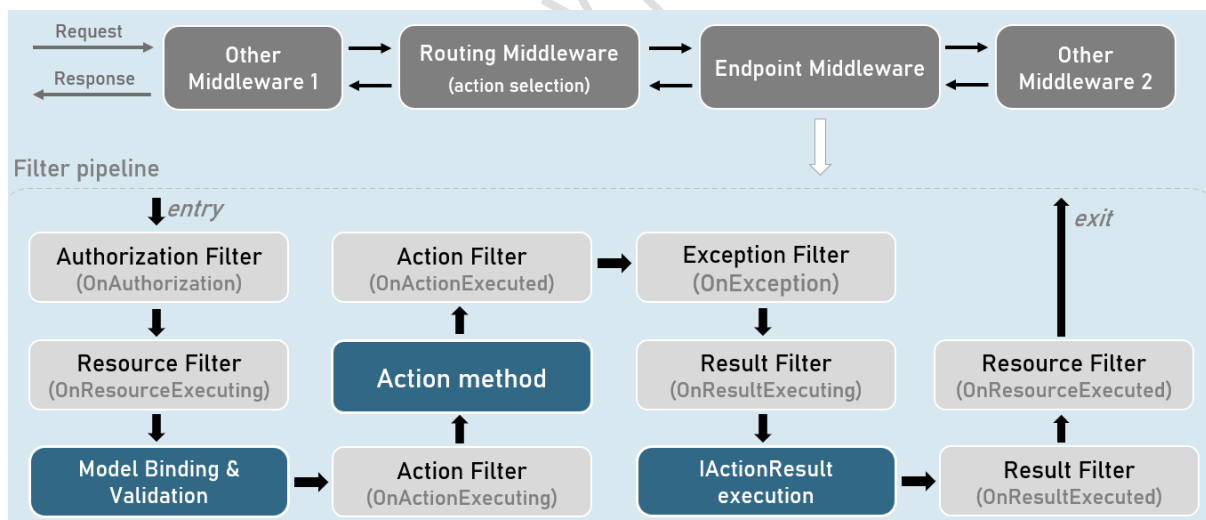 Request
Response
Other
Middleware 1
Routing Middleware
(action selection)
Endpoint Middleware
Other
Middleware 2
Filter pipeline
entry
exit
Authorization Filter
(OnAuthorization)
Action Filter
(OnActionExecuted)
Exception Filter
(OnException)
Resource Filter
(OnResourceExecuting)
Action method
Result Filter
(OnResultExecuting)
Resource Filter
(OnResourceExecuted)
Model Binding &
Validation
Action Filter
(OnActionExecuting)
IActionResult
execution
Result Filter
(OnResultExecuted)